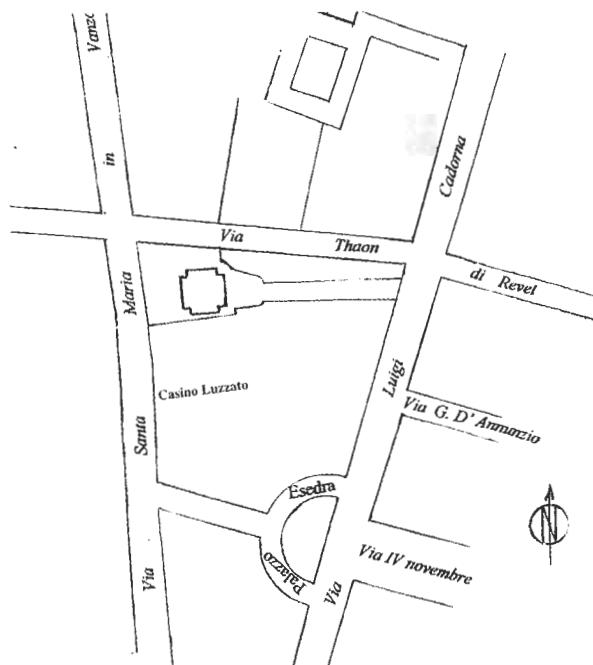 Via Santa Maria in Vanzo
Via Thaon di Revel
Via Luigi Cadorna
Casino Luzzato
Via G. D' Annunzio
Esedra
Palazzo
Via IV novembre
N